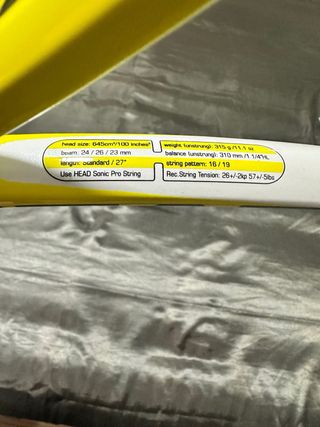 head size: 645cm²/100 inches²
beam: 24 / 26 / 23 mm
length: Standard / 27"
Use HEAD Sonic Pro String
weight (unstrung): 315 g /11.1 oz
balance (unstrung): 310 mm /1 1/4"HL
string pattern: 16 / 19
Rec.String Tension: 26+/-2kp 57+/-5lbs